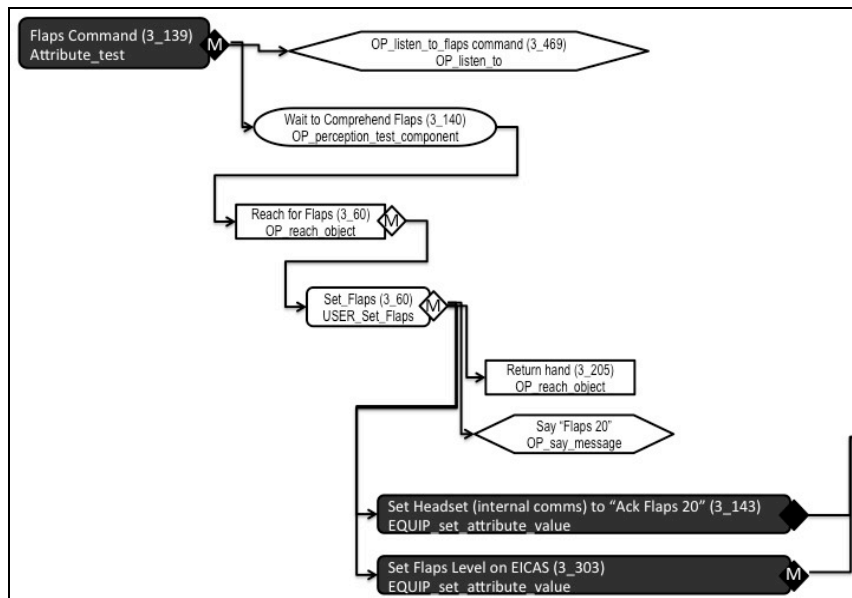 Flaps Command (3_139)
Attribute_test
M
OP_listen_to_flaps command (3_469)
OP_listen_to
Wait to Comprehend Flaps (3_140)
OP_perception_test_component
Reach for Flaps (3_60)
OP_reach_object
M
Set_Flaps (3_60)
USER_Set_Flaps
M
Return hand (3_205)
OP_reach_object
Say “Flaps 20”
OP_say_message
Set Headset (internal comms) to “Ack Flaps 20” (3_143)
EQUIP_set_attribute_value
Set Flaps Level on EICAS (3_303)
EQUIP_set_attribute_value
M